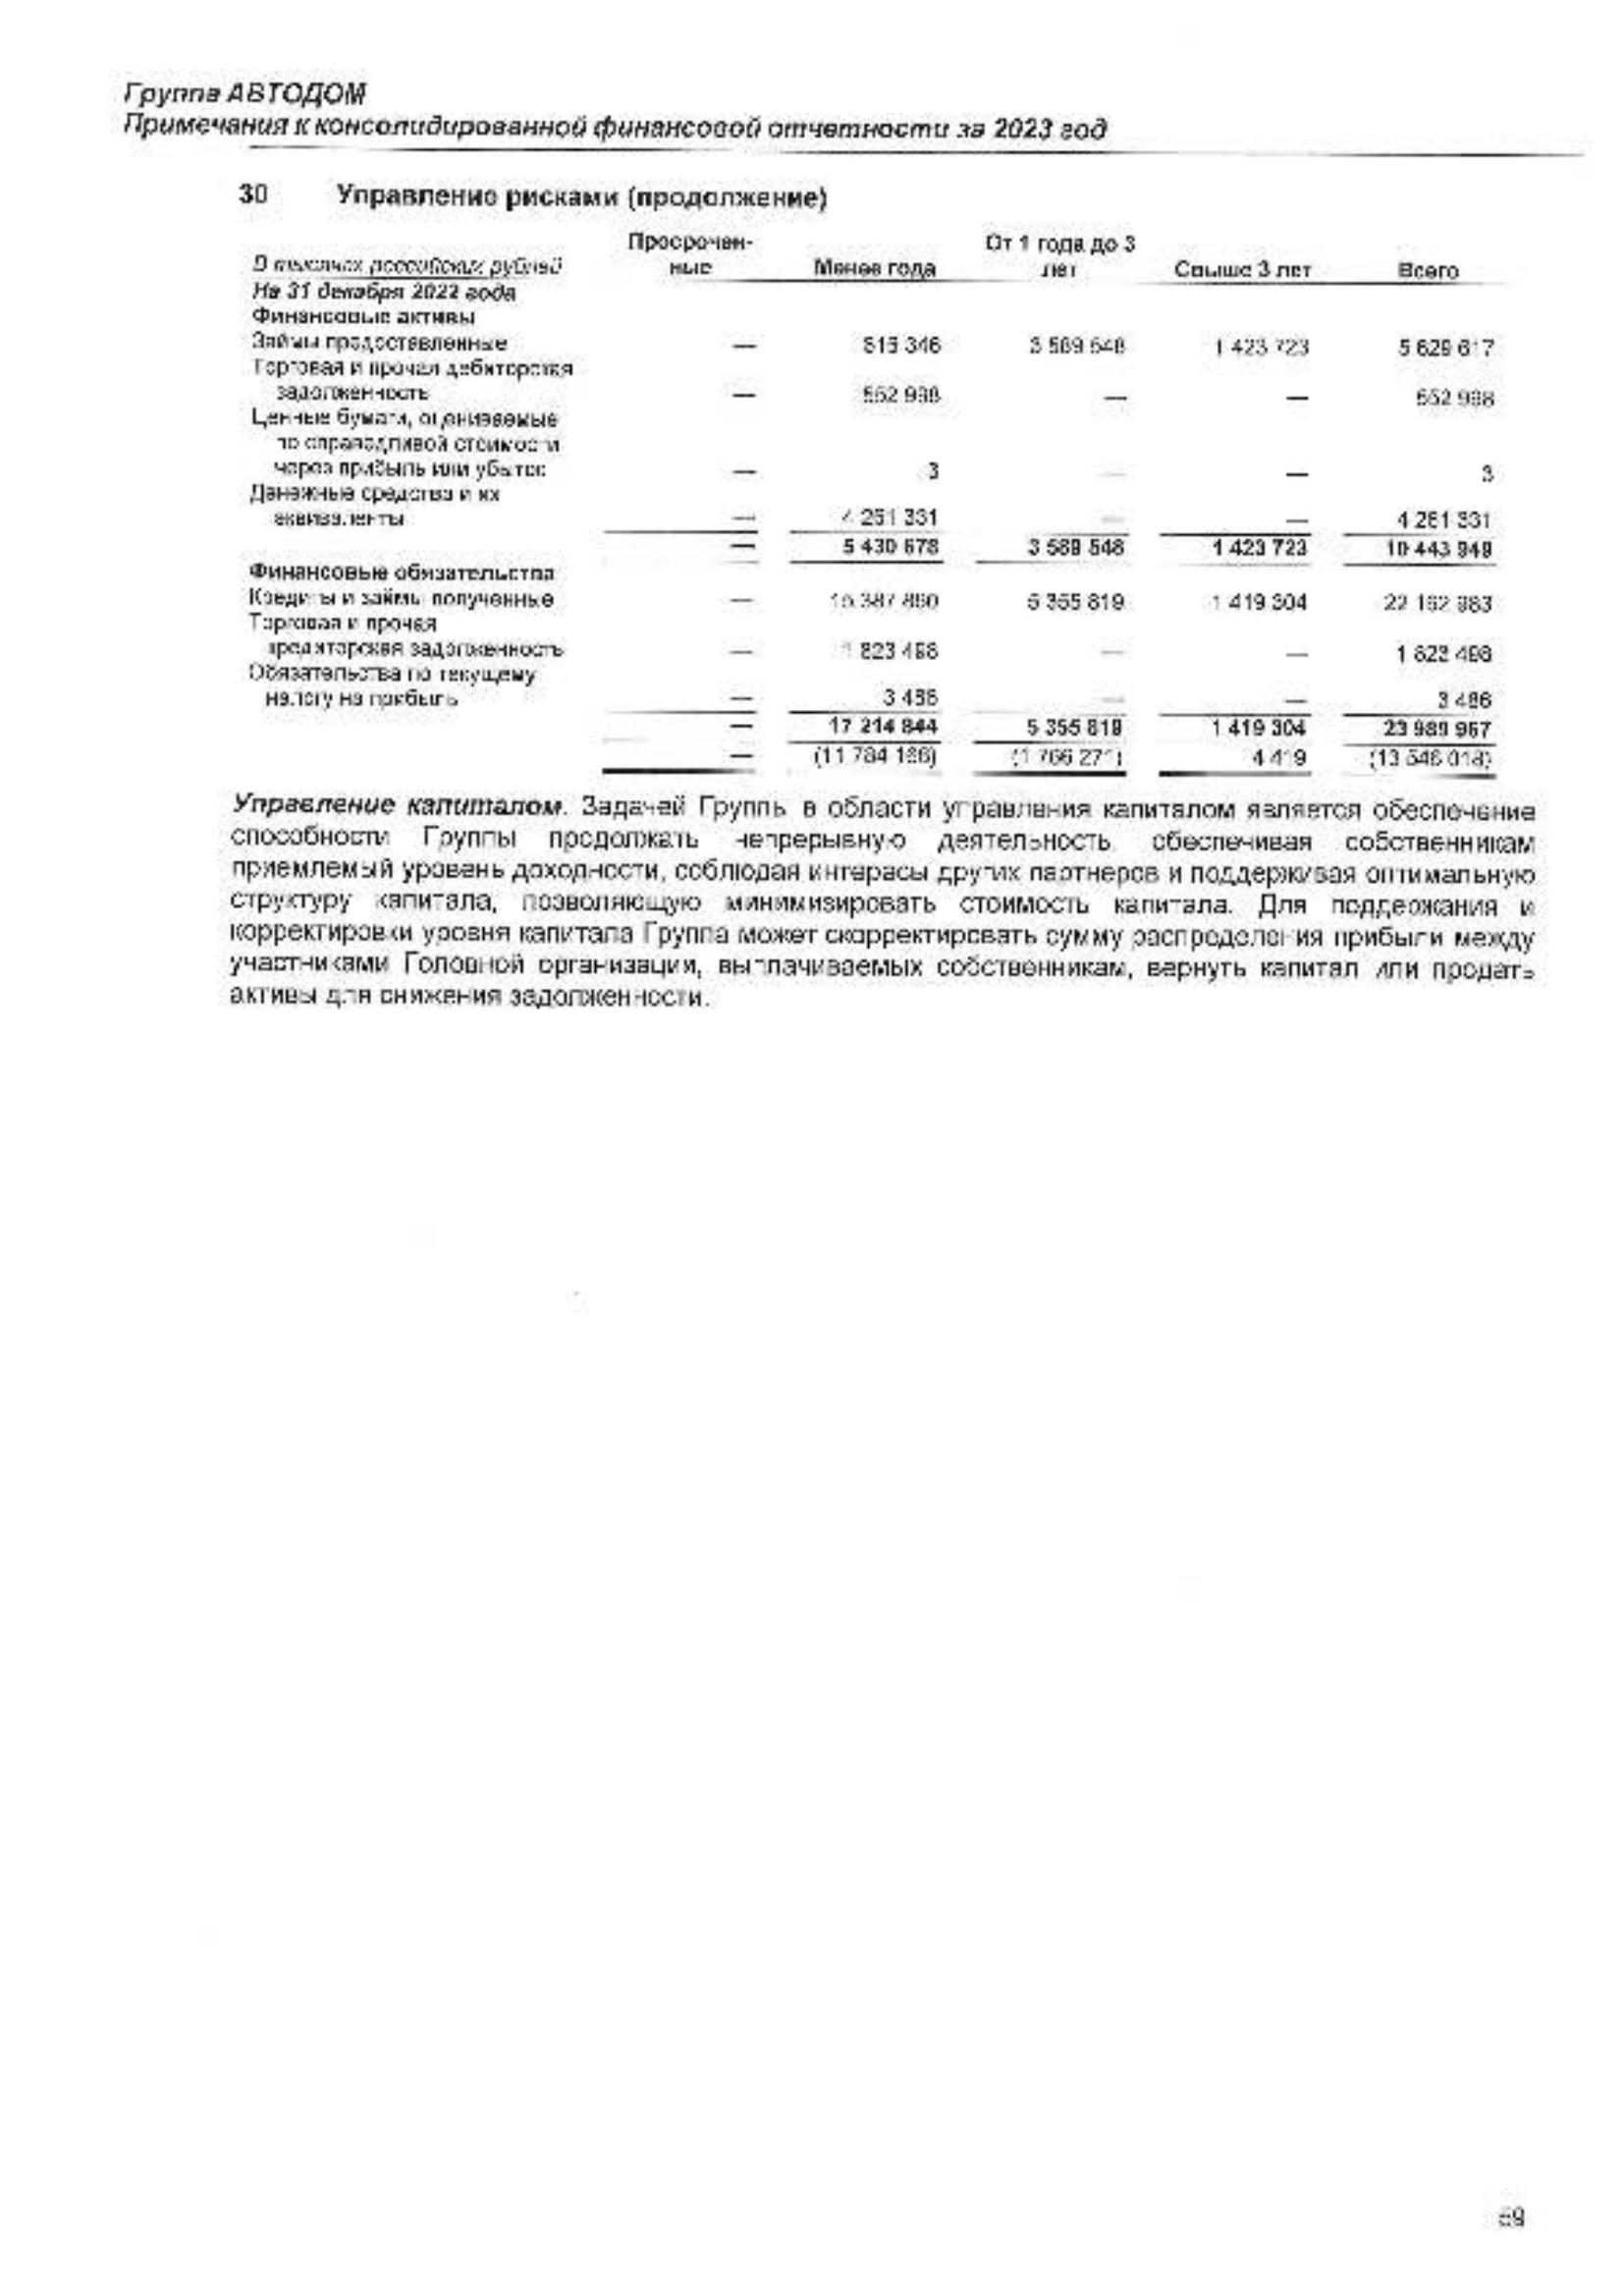 Группа АВТОДОМ
Примечания к консолидированной финансовой отчетности за 2023 год
30 Управление рисками (продолжение)
В тысячах российских рублей Просрочен-ные Менее года От 1 года до 3 лет Свыше 3 лет Всего
На 31 декабря 2022 года
Финансовые активы
Займы предоставленные — 616 346 3 589 548 1 423 723 5 629 617
Торговая и прочая дебиторская
задолженность — 552 998 — — 552 998
Ценные бумаги, оцениваемые
по справедливой стоимости
через прибыль или убыток — 3 — — 3
Денежные средства и их
эквиваленты — 4 261 331 — — 4 261 331
— 5 430 678 3 589 548 1 423 723 10 443 949
Финансовые обязательства
Кредиты и займы полученные — 15 387 860 5 355 819 1 419 304 22 162 983
Торговая и прочая
кредиторская задолженность — 1 823 498 — — 1 823 498
Обязательства по текущему
налогу на прибыль — 3 486 — — 3 486
— 17 214 844 5 355 819 1 419 304 23 989 967
— (11 784 166) (1 766 271) 4 419 (13 546 018)
Управление капиталом. Задачей Группы в области управления капиталом является обеспечение
способности Группы продолжать непрерывную деятельность, обеспечивая собственникам
приемлемый уровень доходности, соблюдая интересы других партнеров и поддерживая оптимальную
структуру капитала, позволяющую минимизировать стоимость капитала. Для поддержания и
корректировки уровня капитала Группа может скорректировать сумму распределения прибыли между
участниками Головной организации, выплачиваемых собственникам, вернуть капитал или продать
активы для снижения задолженности.